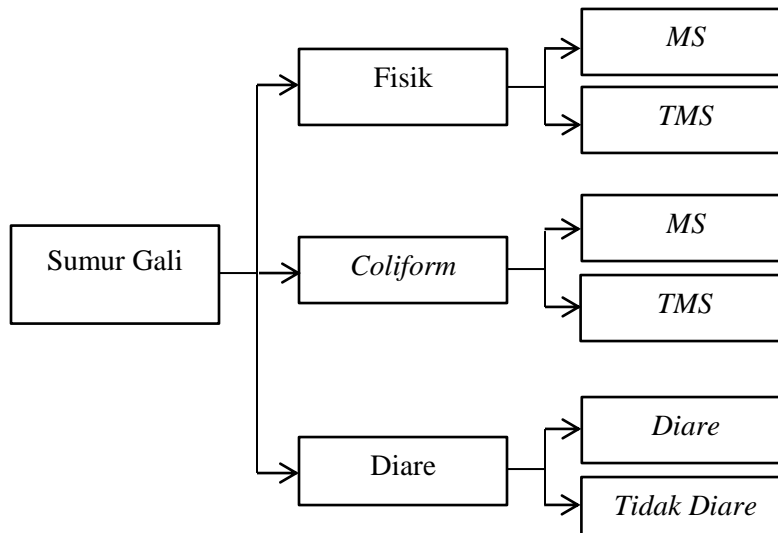 Sumur Gali
Fisik
MS
TMS
Coliform
MS
TMS
Diare
Diare
Tidak Diare